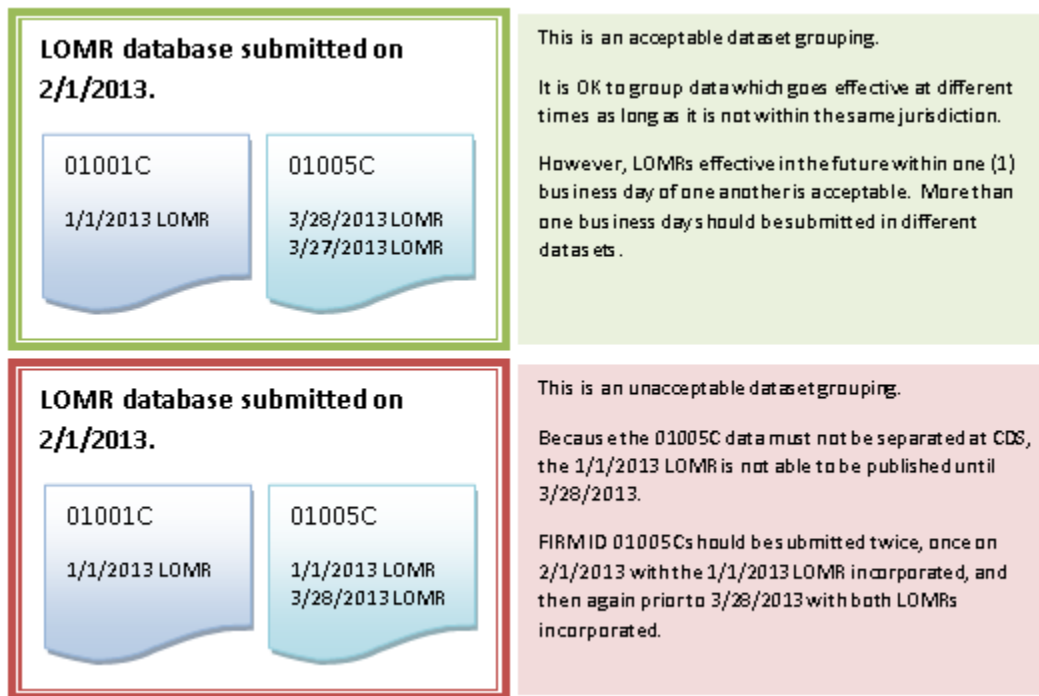 LOMR database submitted on
2/1/2013.
01001C
1/1/2013 LOMR
01005C
3/28/2013 LOMR
3/27/2013 LOMR
This is an acceptable dataset grouping.
It is OK to group data which goes effective at different
times as long as it is not within the same jurisdiction.
However, LOMRs effective in the future within one (1)
business day of one another is acceptable. More than
one business day should be submitted in different
datasets.
LOMR database submitted on
2/1/2013.
01001C
1/1/2013 LOMR
01005C
1/1/2013 LOMR
3/28/2013 LOMR
This is an unacceptable dataset grouping.
Because the 01005C data must not be separated at CDS,
the 1/1/2013 LOMR is not able to be published until
3/28/2013.
FIRM ID 01005C should be submitted twice, once on
2/1/2013 with the 1/1/2013 LOMR incorporated, and
then again prior to 3/28/2013 with both LOMRs
incorporated.